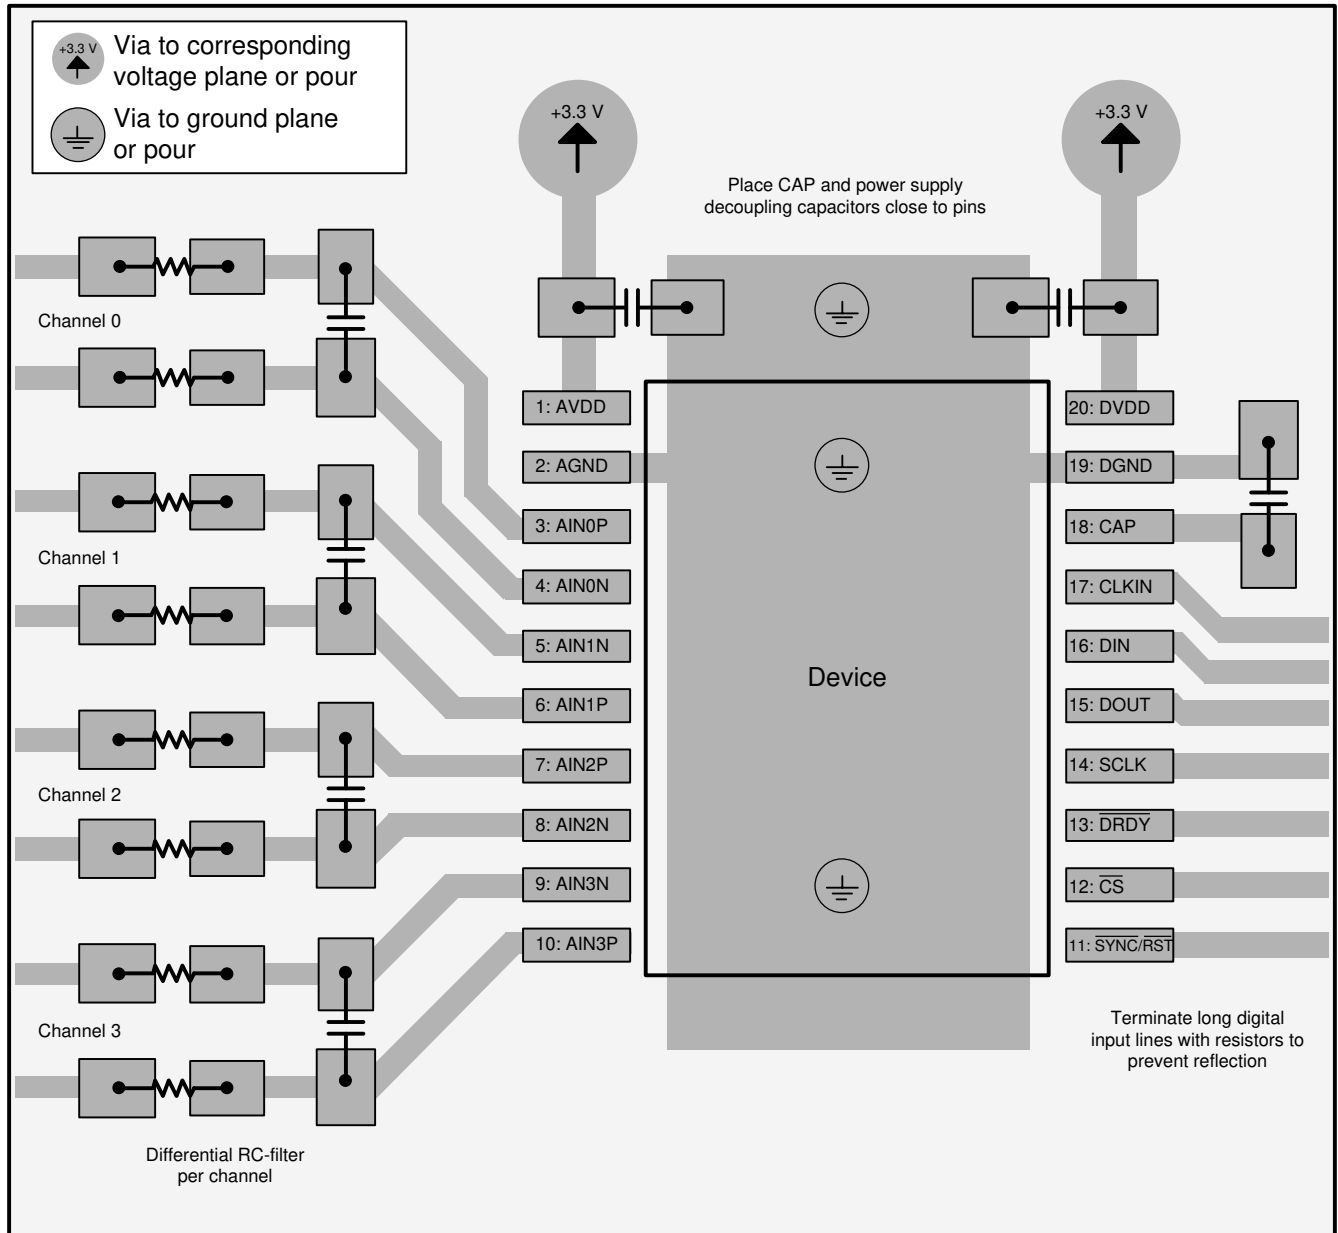 +3.3 V
Via to corresponding
voltage plane or pour
Via to ground plane
or pour
+3.3 V
+3.3 V
Place CAP and power supply
decoupling capacitors close to pins
Channel 0
Channel 1
Channel 2
Channel 3
1: AVDD
2: AGND
3: AIN0P
4: AIN0N
5: AIN1N
6: AIN1P
7: AIN2P
8: AIN2N
9: AIN3N
10: AIN3P
Device
20: DVDD
19: DGND
18: CAP
17: CLKIN
16: DIN
15: DOUT
14: SCLK
13: D̅R̅D̅Y̅
12: C̅S̅
11: S̅Y̅N̅C̅/R̅S̅T̅
Terminate long digital
input lines with resistors to
prevent reflection
Differential RC-filter
per channel